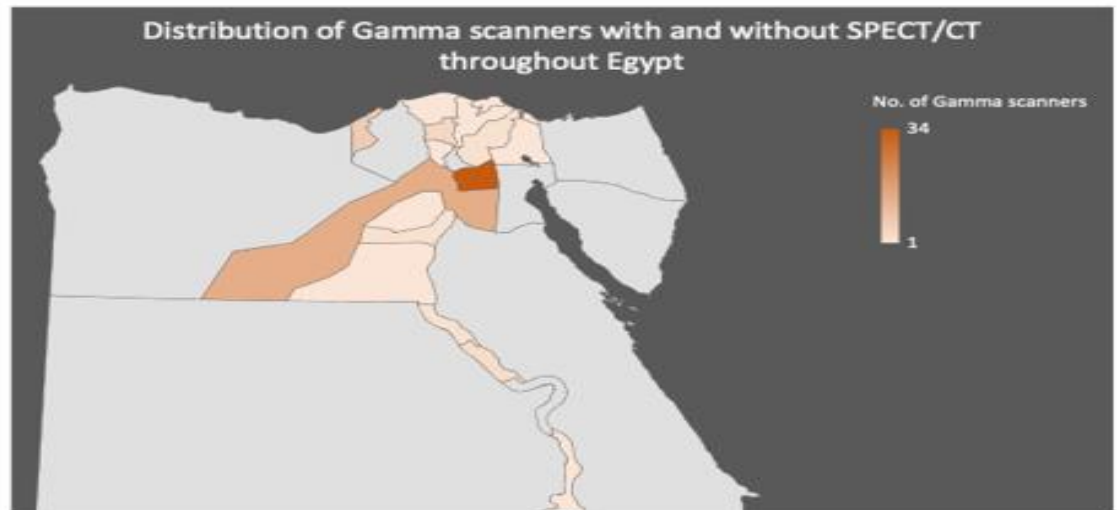 Distribution of Gamma scanners with and without SPECT/CT
throughout Egypt
No. of Gamma scanners
34
1